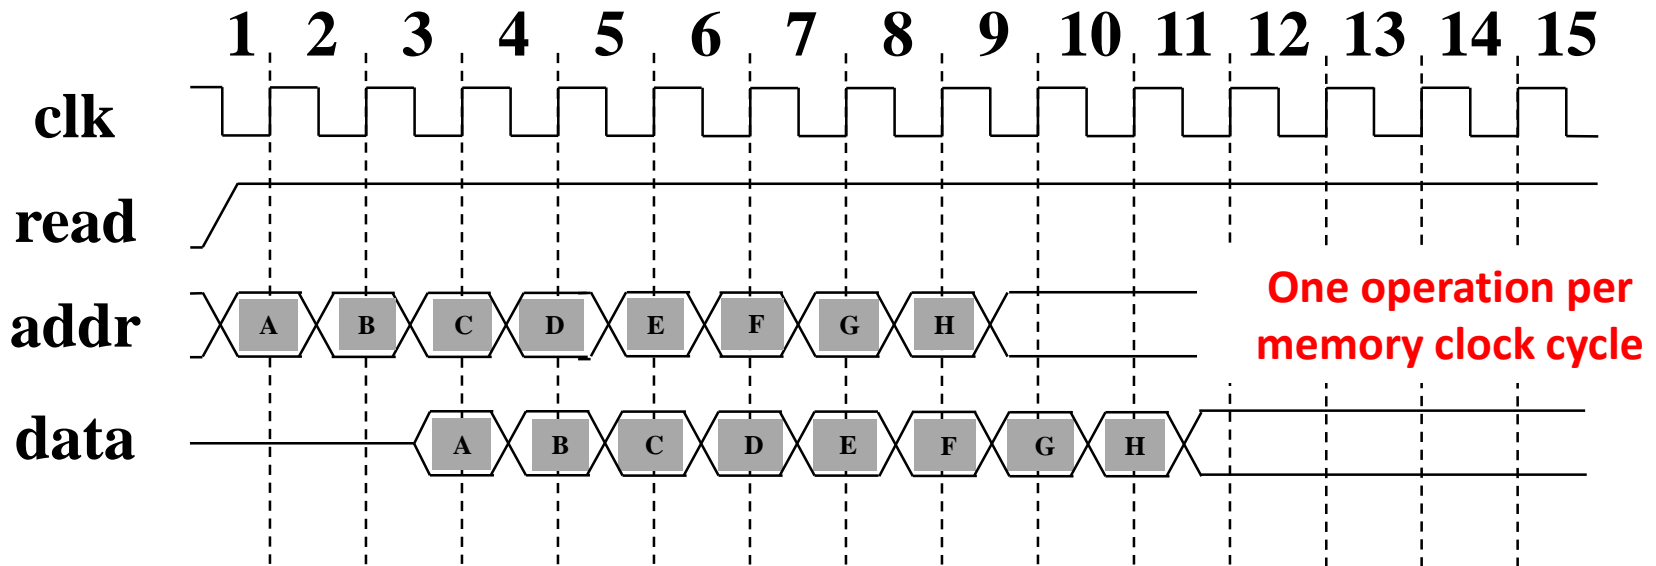 1 2 3 4 5 6 7 8 9 10 11 12 13 14 15
clk
read
addr A B C D E F G H
One operation per
memory clock cycle
data A B C D E F G H